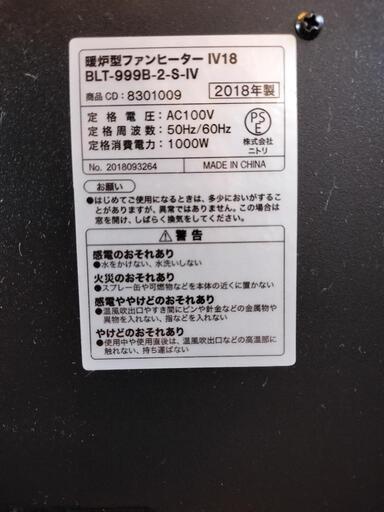 暖炉型ファンヒーター IV18
BLT-999B-2-S-IV
商品CD:8301009
2018年製
定格電圧:AC100V
定格周波数:50Hz/60Hz
定格消費電力:1000W
PSE
株式会社
ニトリ
No. 2018093264
MADE IN CHINA
お願い
●はじめてご使用になるときは、多少においがするこ
とがありますが、異常ではありません。この場合は
窓を開け、しばらく換気をしてください。
⚠警告
感電のおそれあり
●水をかけない、水洗いしない
火災のおそれあり
●スプレー缶や可燃物などを本体の近くに置かない
感電ややけどのおそれあり
●温風吹出口やすき間にピンや針金などの金属物や
異物を入れない、指などを入れない
やけどのおそれあり
●使用中や使用直後は、温風吹出口などの高温部に
触れない、持ち運ばない